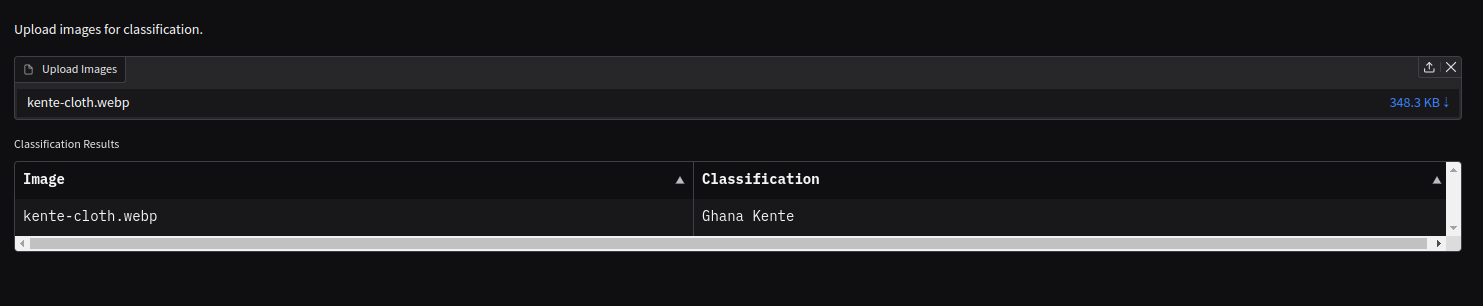 Upload images for classification.
Upload Images
kente-cloth.webp 348.3 KB ↓
Classification Results
Image ▲ Classification ▲
kente-cloth.webp Ghana Kente